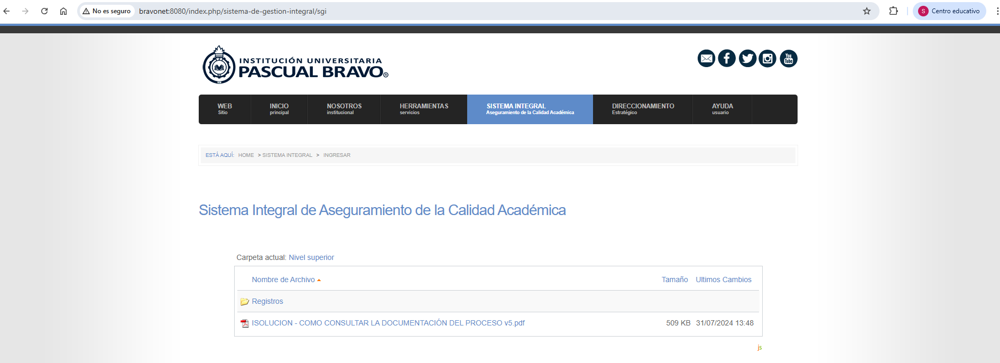 No es seguro bravonet:8080/index.php/sistema-de-gestion-integral/sgi S Centro educativo
INSTITUCIÓN UNIVERSITARIA
PASCUAL BRAVO®
You Tube
WEB INICIO NOSOTROS HERRAMIENTAS SISTEMA INTEGRAL DIRECCIONAMIENTO AYUDA
Sitio principal institucional servicios Aseguramiento de la Calidad Académica Estratégico usuario
ESTÁ AQUÍ: HOME > SISTEMA INTEGRAL > INGRESAR
Sistema Integral de Aseguramiento de la Calidad Académica
Carpeta actual: Nivel superior
Nombre de Archivo Tamaño Ultimos Cambios
Registros
ISOLUCION - COMO CONSULTAR LA DOCUMENTACIÓN DEL PROCESO v5.pdf 509 KB 31/07/2024 13:48
js